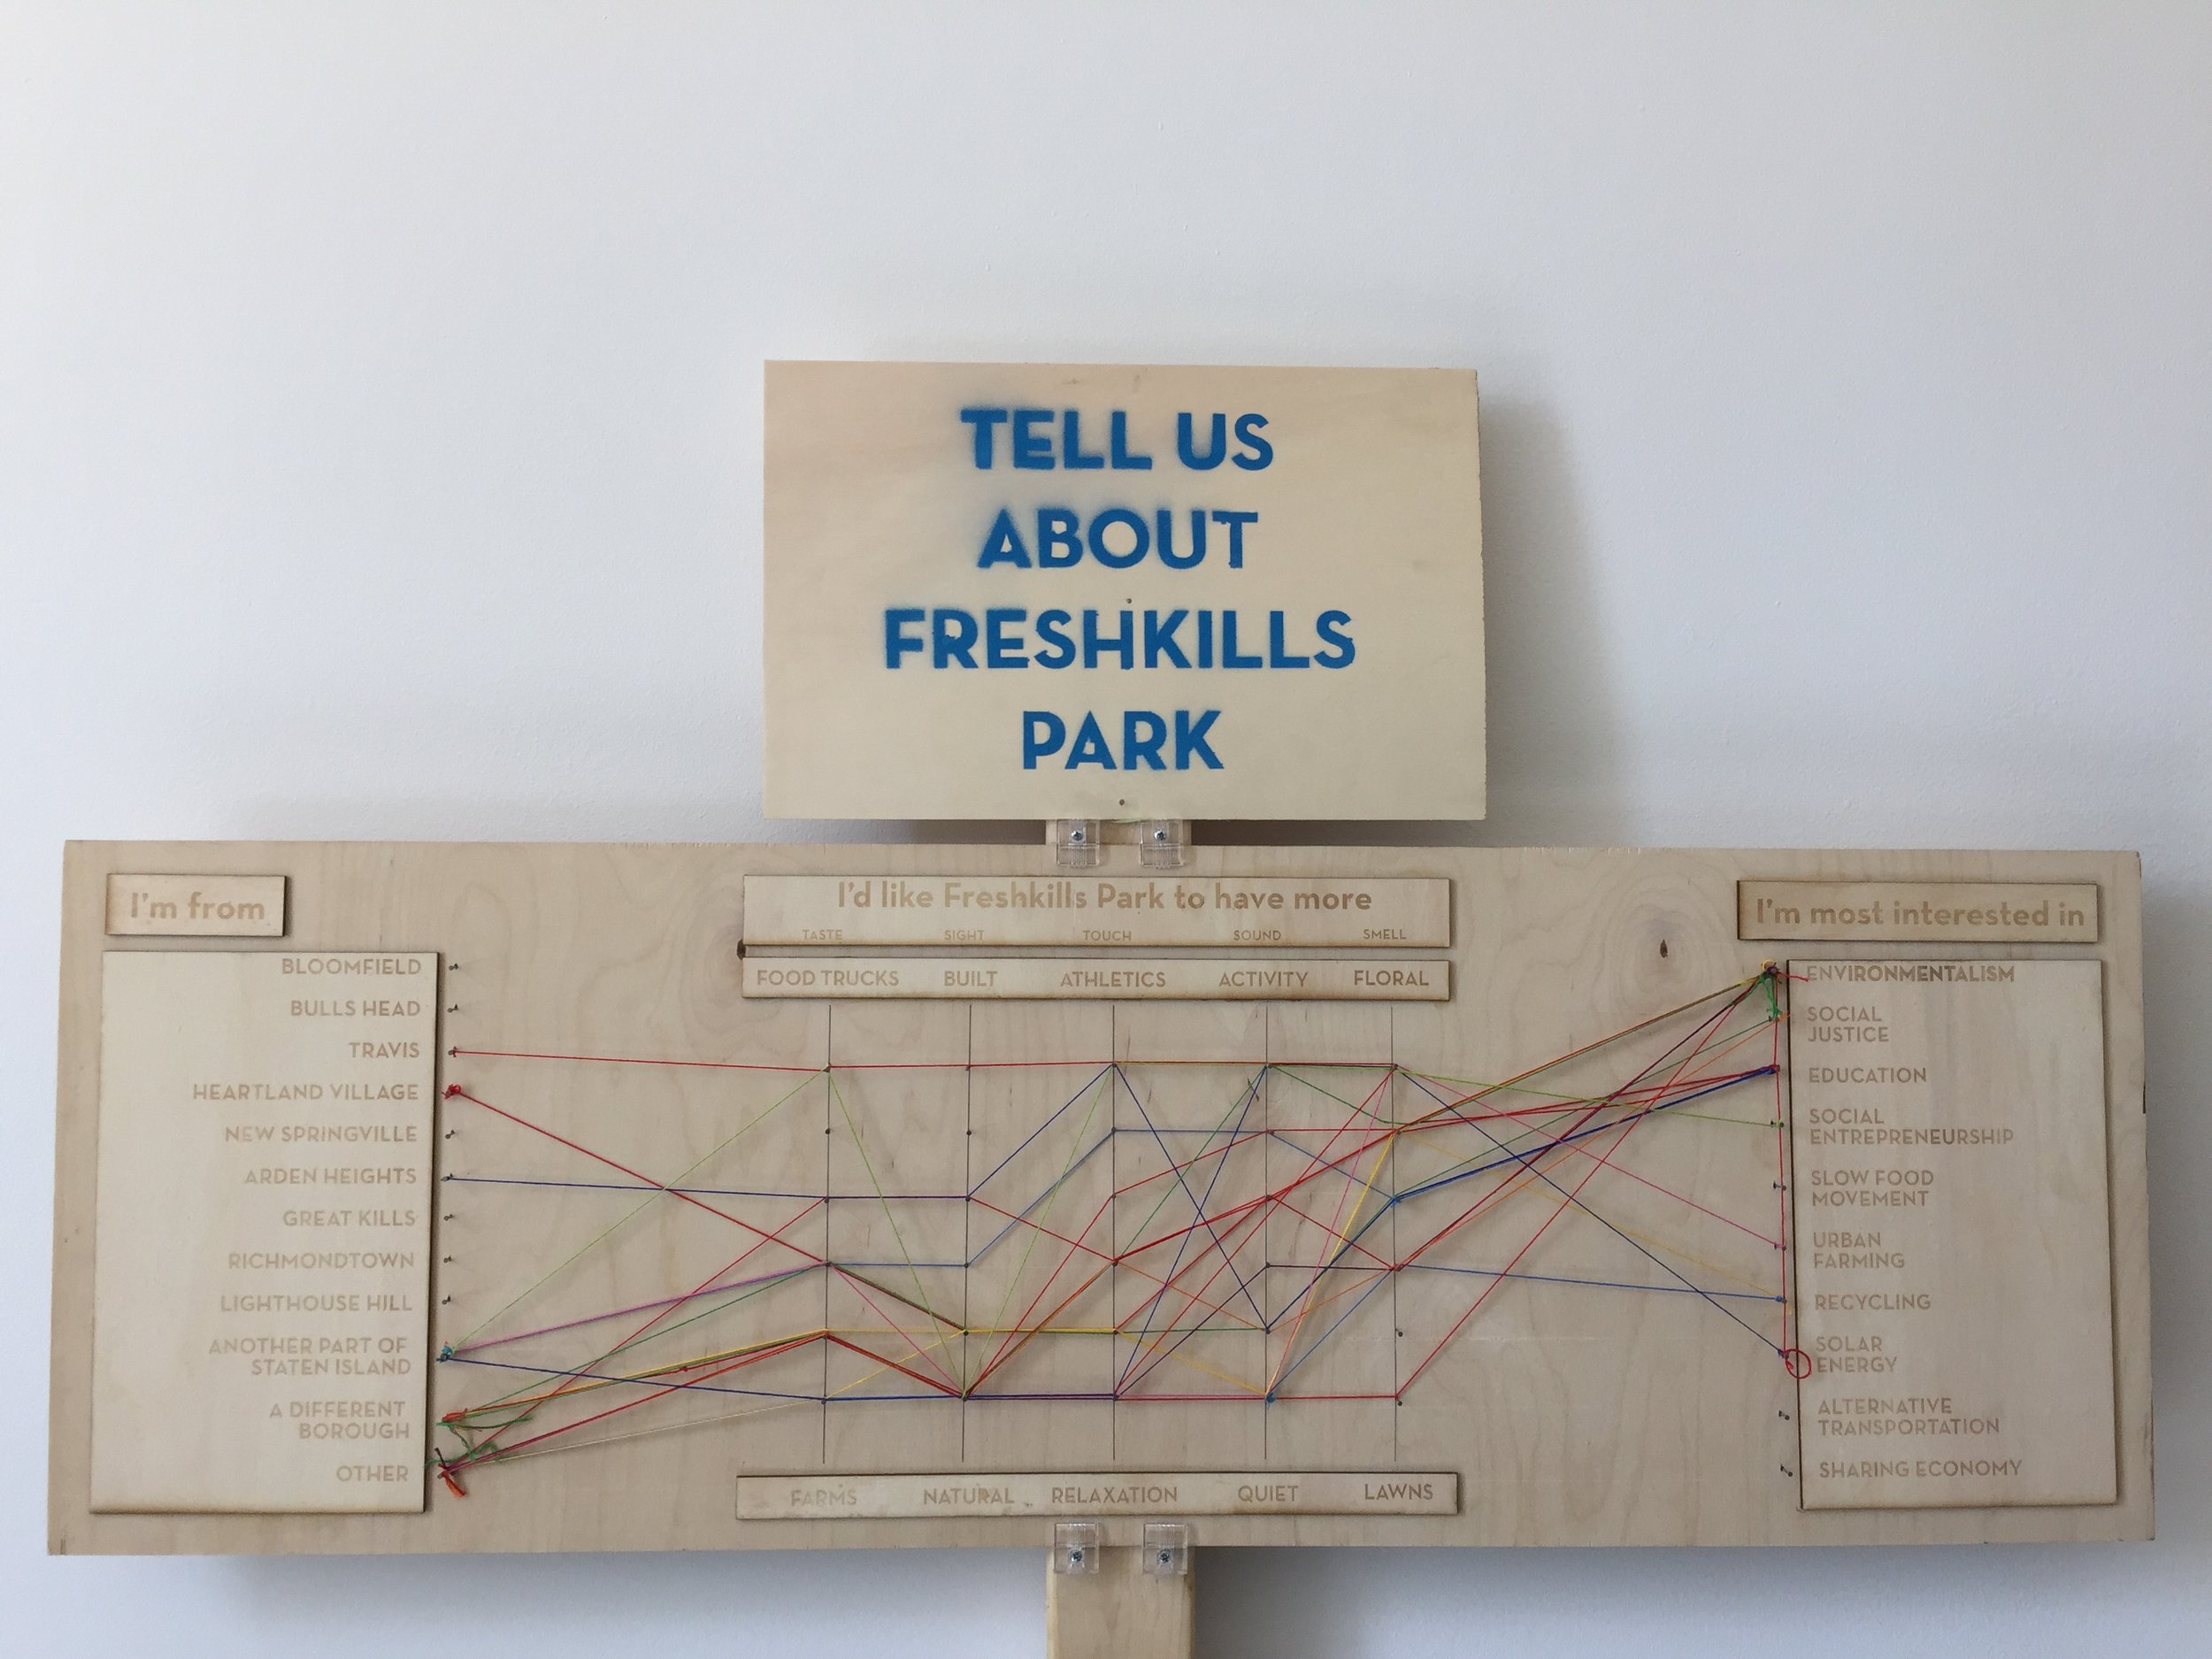 TELL US
ABOUT
FRESHKILLS
PARK
I'm from
BLOOMFIELD
BULLS HEAD
TRAVIS
HEARTLAND VILLAGE
NEW SPRINGVILLE
ARDEN HEIGHTS
GREAT KILLS
RICHMONDTOWN
LIGHTHOUSE HILL
ANOTHER PART OF
STATEN ISLAND
A DIFFERENT
BOROUGH
OTHER
I'd like Freshkills Park to have more
TASTE SIGHT TOUCH SOUND SMELL
FOOD TRUCKS BUILT ATHLETICS ACTIVITY FLORAL
FARMS NATURAL RELAXATION QUIET LAWNS
I'm most interested in
ENVIRONMENTALISM
SOCIAL
JUSTICE
EDUCATION
SOCIAL
ENTREPRENEURSHIP
SLOW FOOD
MOVEMENT
URBAN
FARMING
RECYCLING
SOLAR
ENERGY
ALTERNATIVE
TRANSPORTATION
SHARING ECONOMY